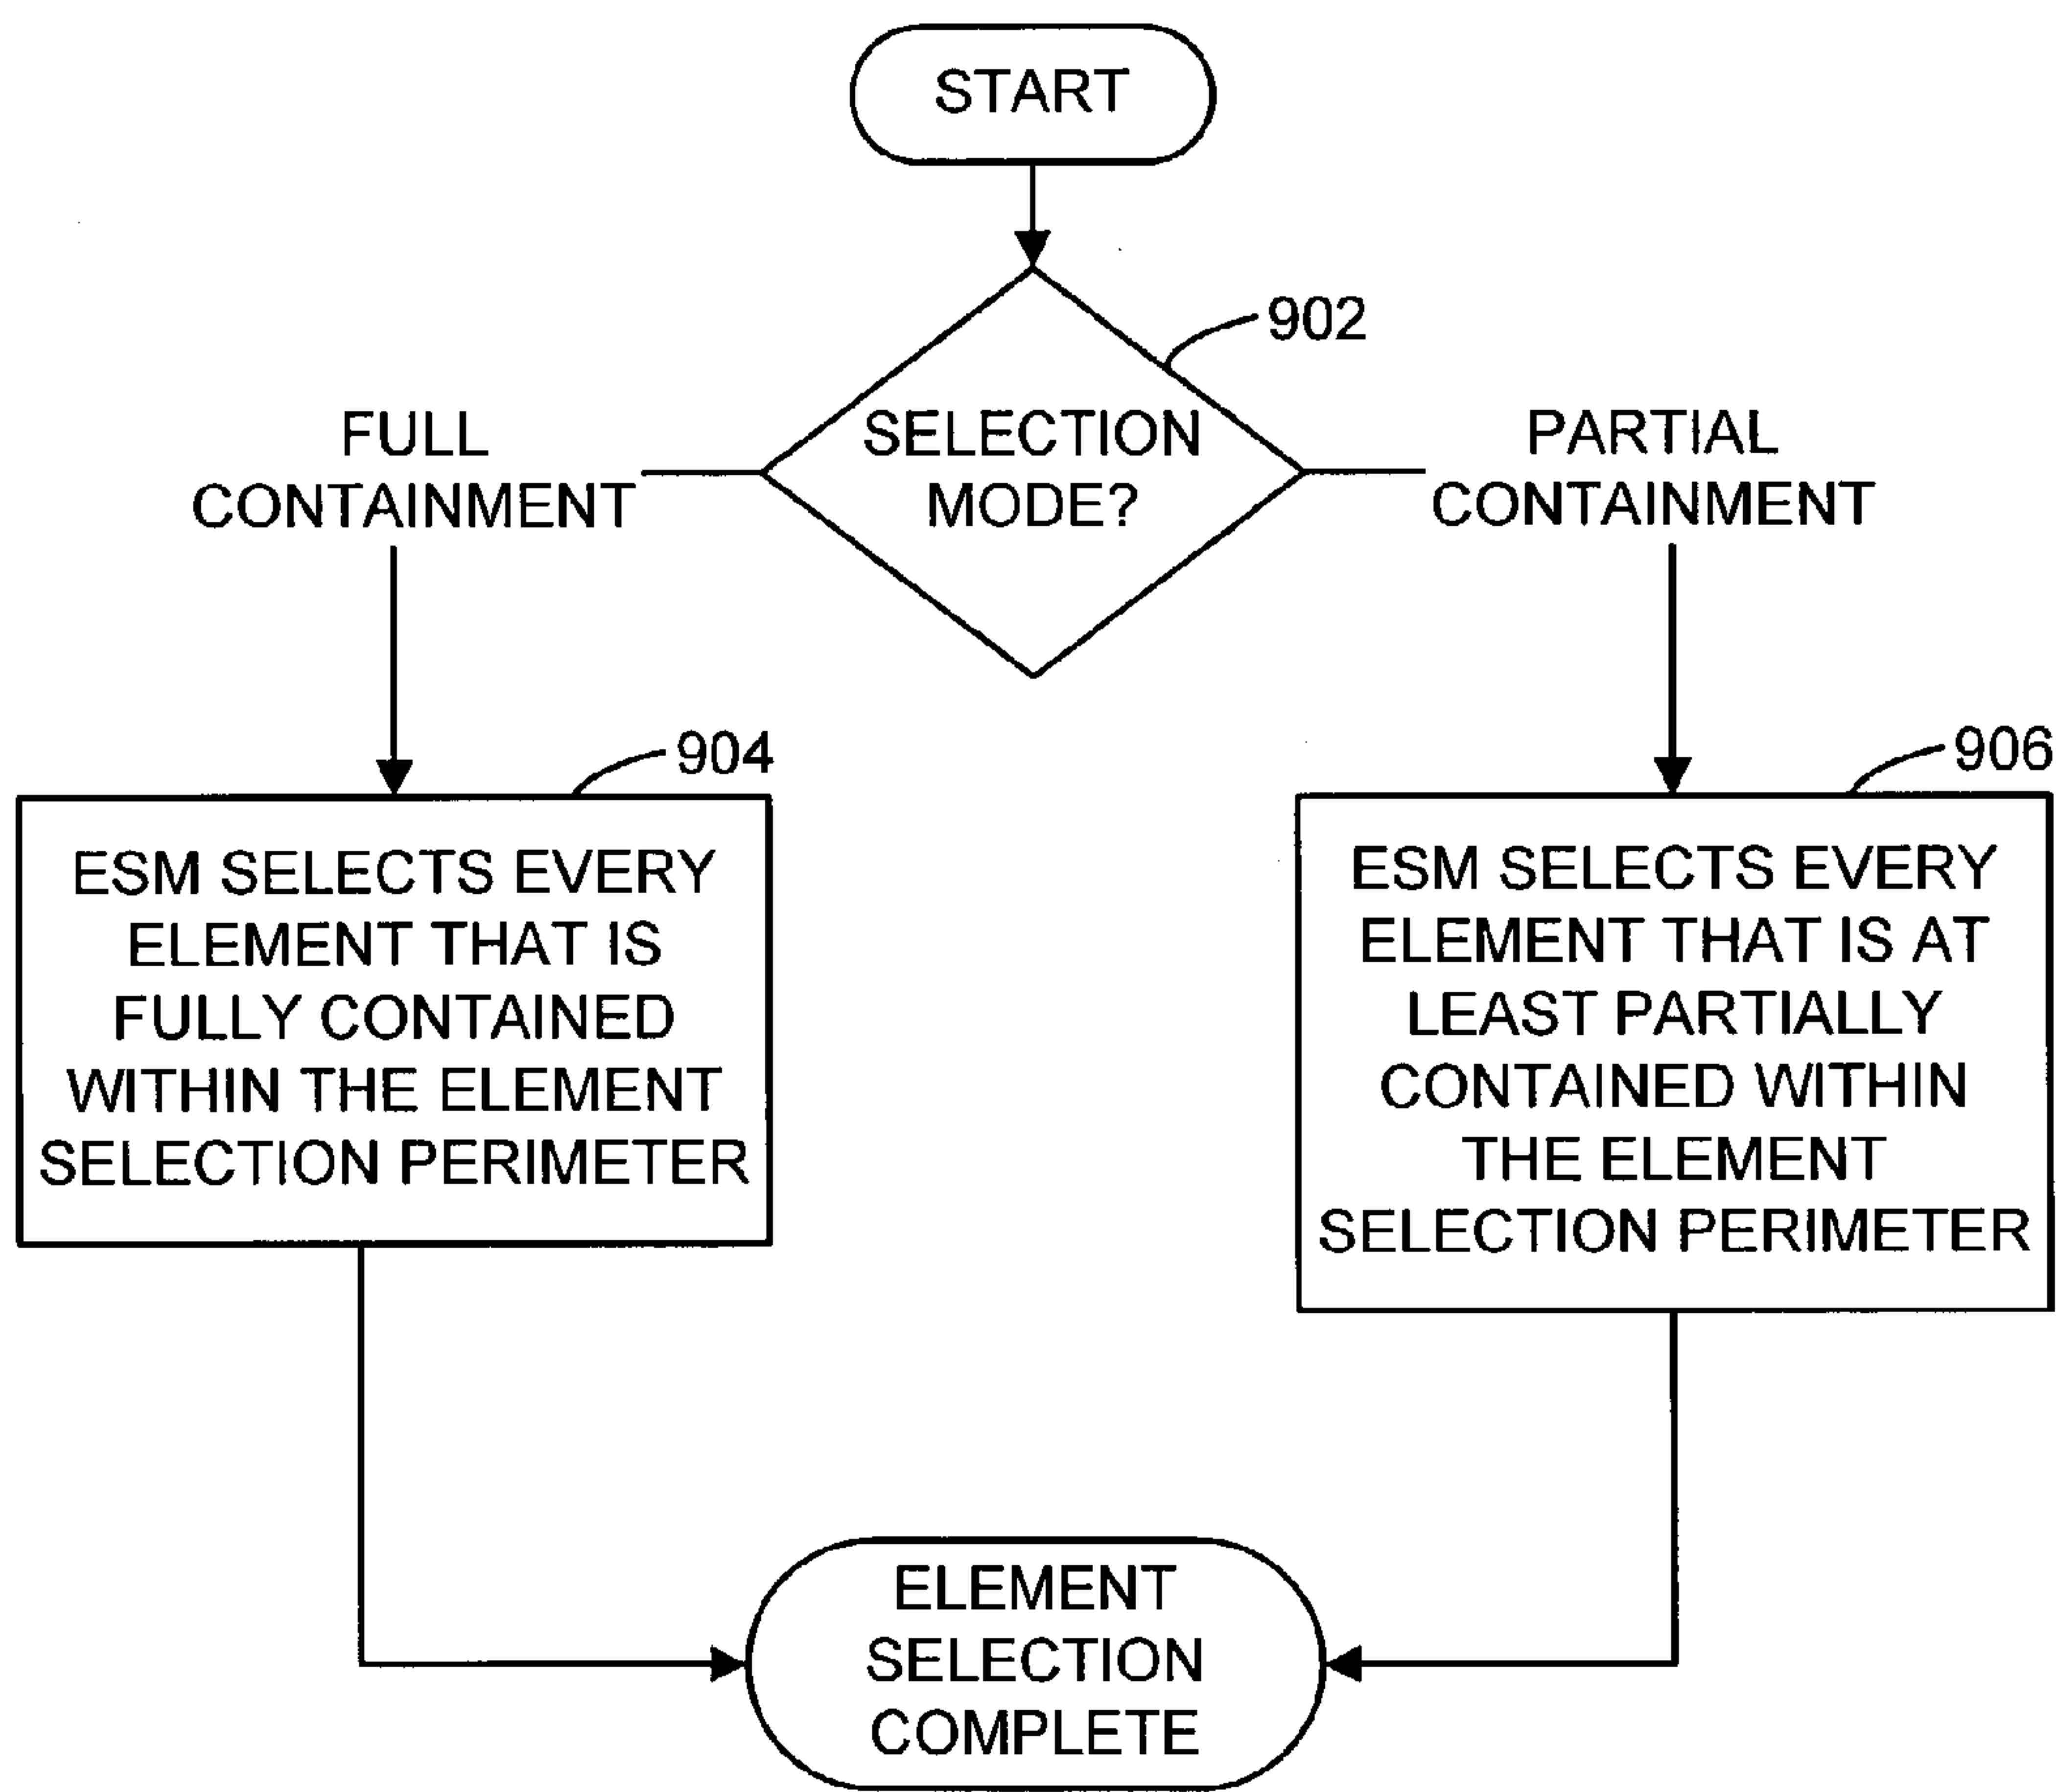 START
902
SELECTION
MODE?
FULL
CONTAINMENT
PARTIAL
CONTAINMENT
904
ESM SELECTS EVERY
ELEMENT THAT IS
FULLY CONTAINED
WITHIN THE ELEMENT
SELECTION PERIMETER
906
ESM SELECTS EVERY
ELEMENT THAT IS AT
LEAST PARTIALLY
CONTAINED WITHIN
THE ELEMENT
SELECTION PERIMETER
ELEMENT
SELECTION
COMPLETE